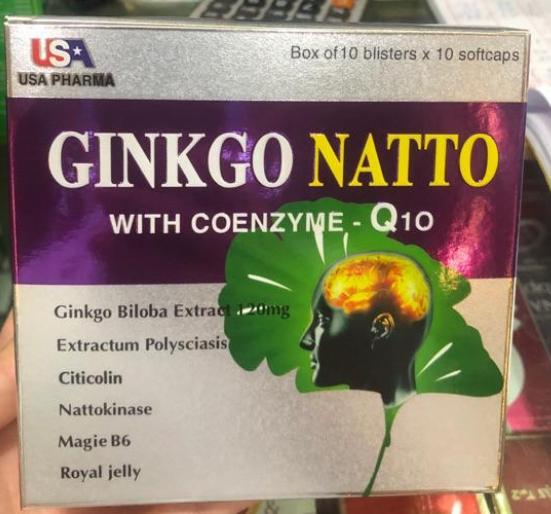 USA
USA PHARMA
Box of 10 blisters x 10 softcaps
GINKGO NATTO
WITH COENZYME - Q10
Ginkgo Biloba Extract 120mg
Extractum Polysciasis
Citicolin
Nattokinase
Magie B6
Royal jelly